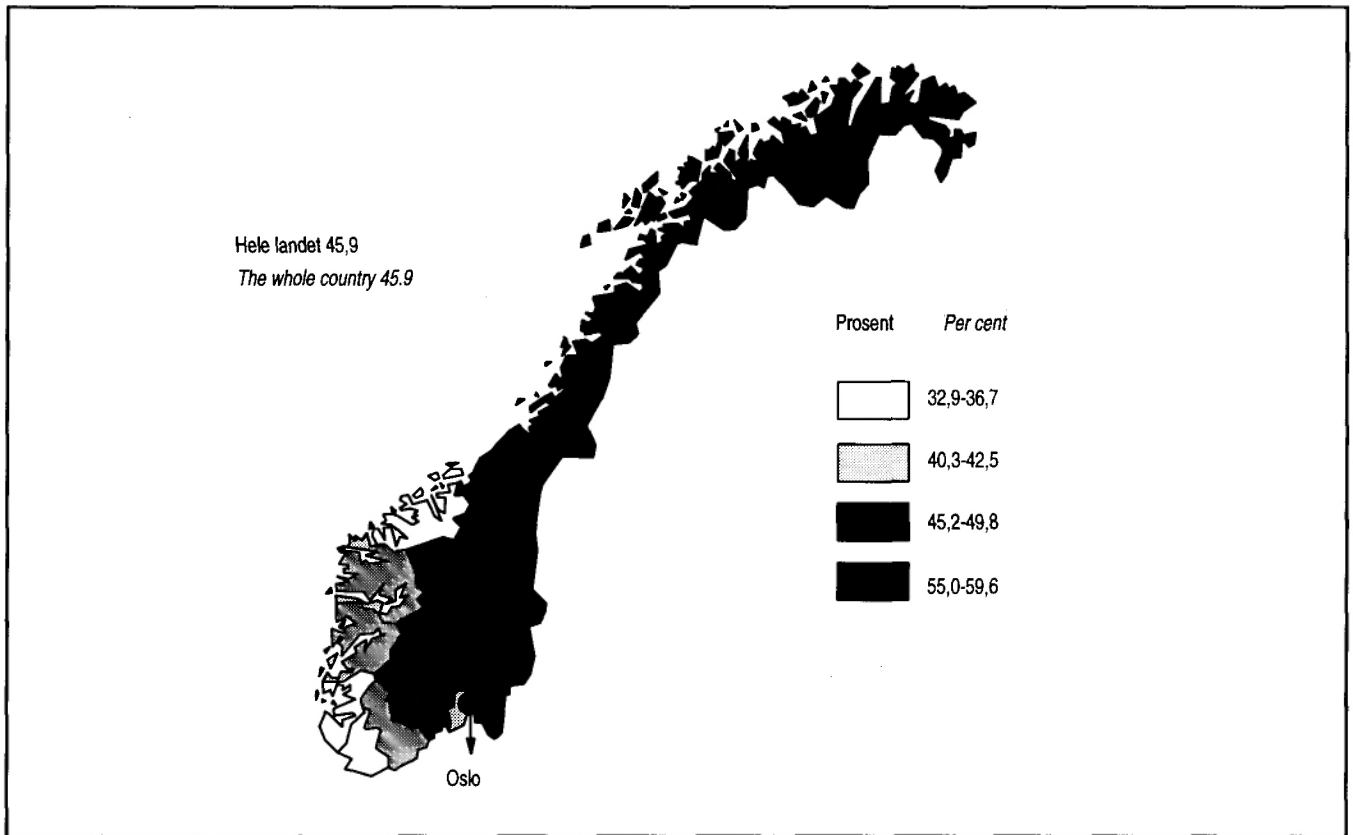 Hele landet 45,9
The whole country 45.9
Prosent Per cent
32,9-36,7
40,3-42,5
45,2-49,8
55,0-59,6
Oslo